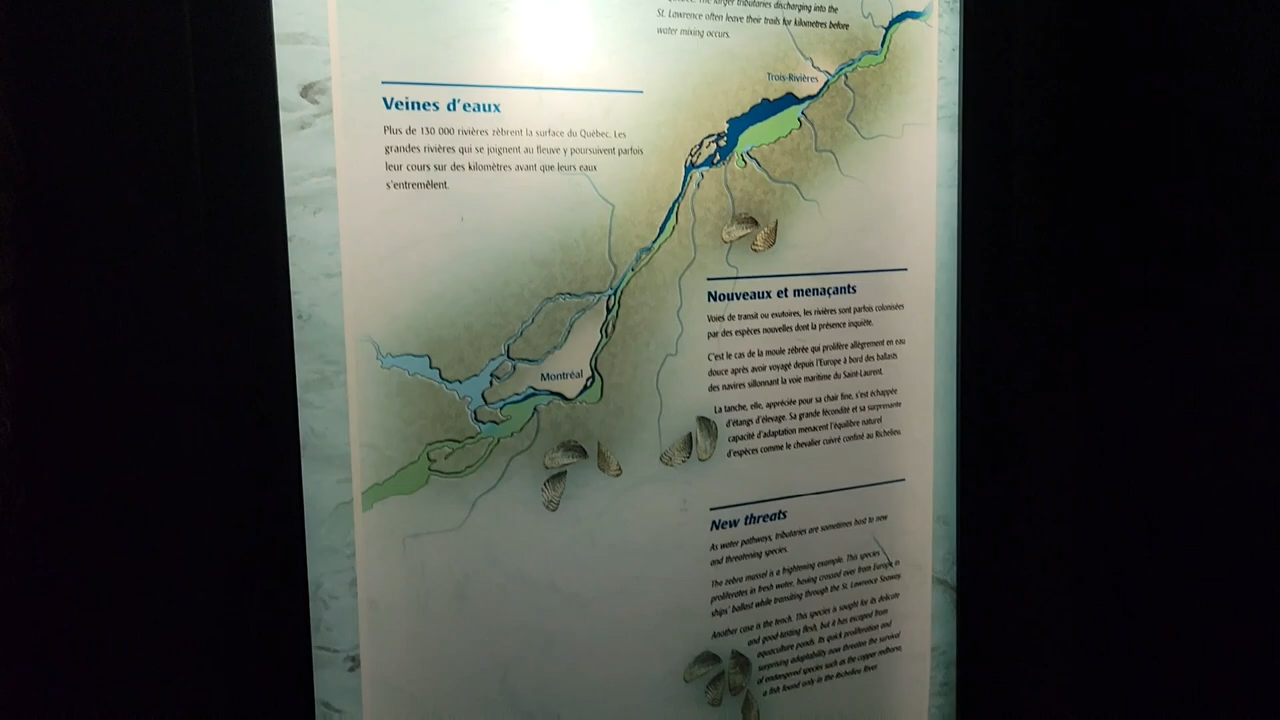 larger tributaries discharging into the
St. Lawrence often leave their trails for kilometres before
water mixing occurs.
Trois-Rivières
Veines d'eaux
Plus de 130 000 rivières zèbrent la surface du Québec. Les
grandes rivières qui se joignent au fleuve y poursuivent parfois
leur cours sur des kilomètres avant que leurs eaux
s'entremêlent.
Montréal
Nouveaux et menaçants
Voies de transit ou exutoires, les rivières sont parfois colonisées
par des espèces nouvelles dont la présence inquiète.
C'est le cas de la moule zébrée qui prolifère allègrement en eau
douce après avoir voyagé depuis l'Europe à bord des ballasts
des navires sillonnant la voie maritime du Saint-Laurent.
La tanche, elle, appréciée pour sa chair fine, s'est échappée
d'étangs d'élevage. Sa grande fécondité et sa surprenante
capacité d'adaptation menacent l'équilibre naturel
d'espèces comme le chevalier cuivré confiné au Richelieu.
New threats
As water pathways, tributaries are sometimes host to new
and threatening species.
The zebra mussel is a frightening example. This species
proliferates in fresh water, having crossed over from Europe in
ships' ballast while transiting through the St. Lawrence Seaway.
Another case is the tench. This species is sought for its delicate
and good-tasting flesh, but it has escaped from
aquaculture ponds. Its quick proliferation and
surprising adaptability now threaten the survival
of endangered species such as the copper redhorse,
a fish found only in the Richelieu River.